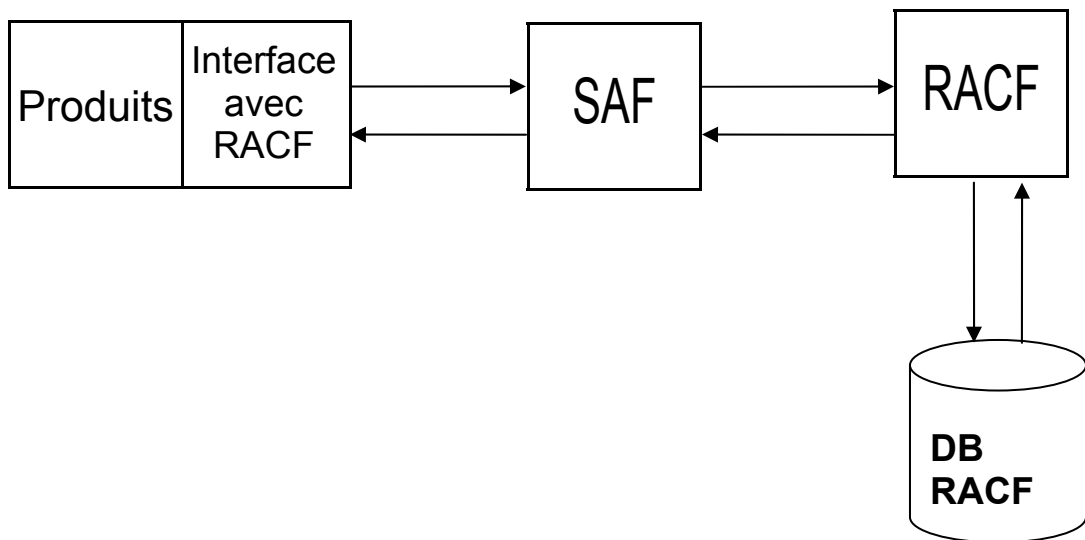 Produits
Interface
avec
RACF
SAF
RACF
DB
RACF